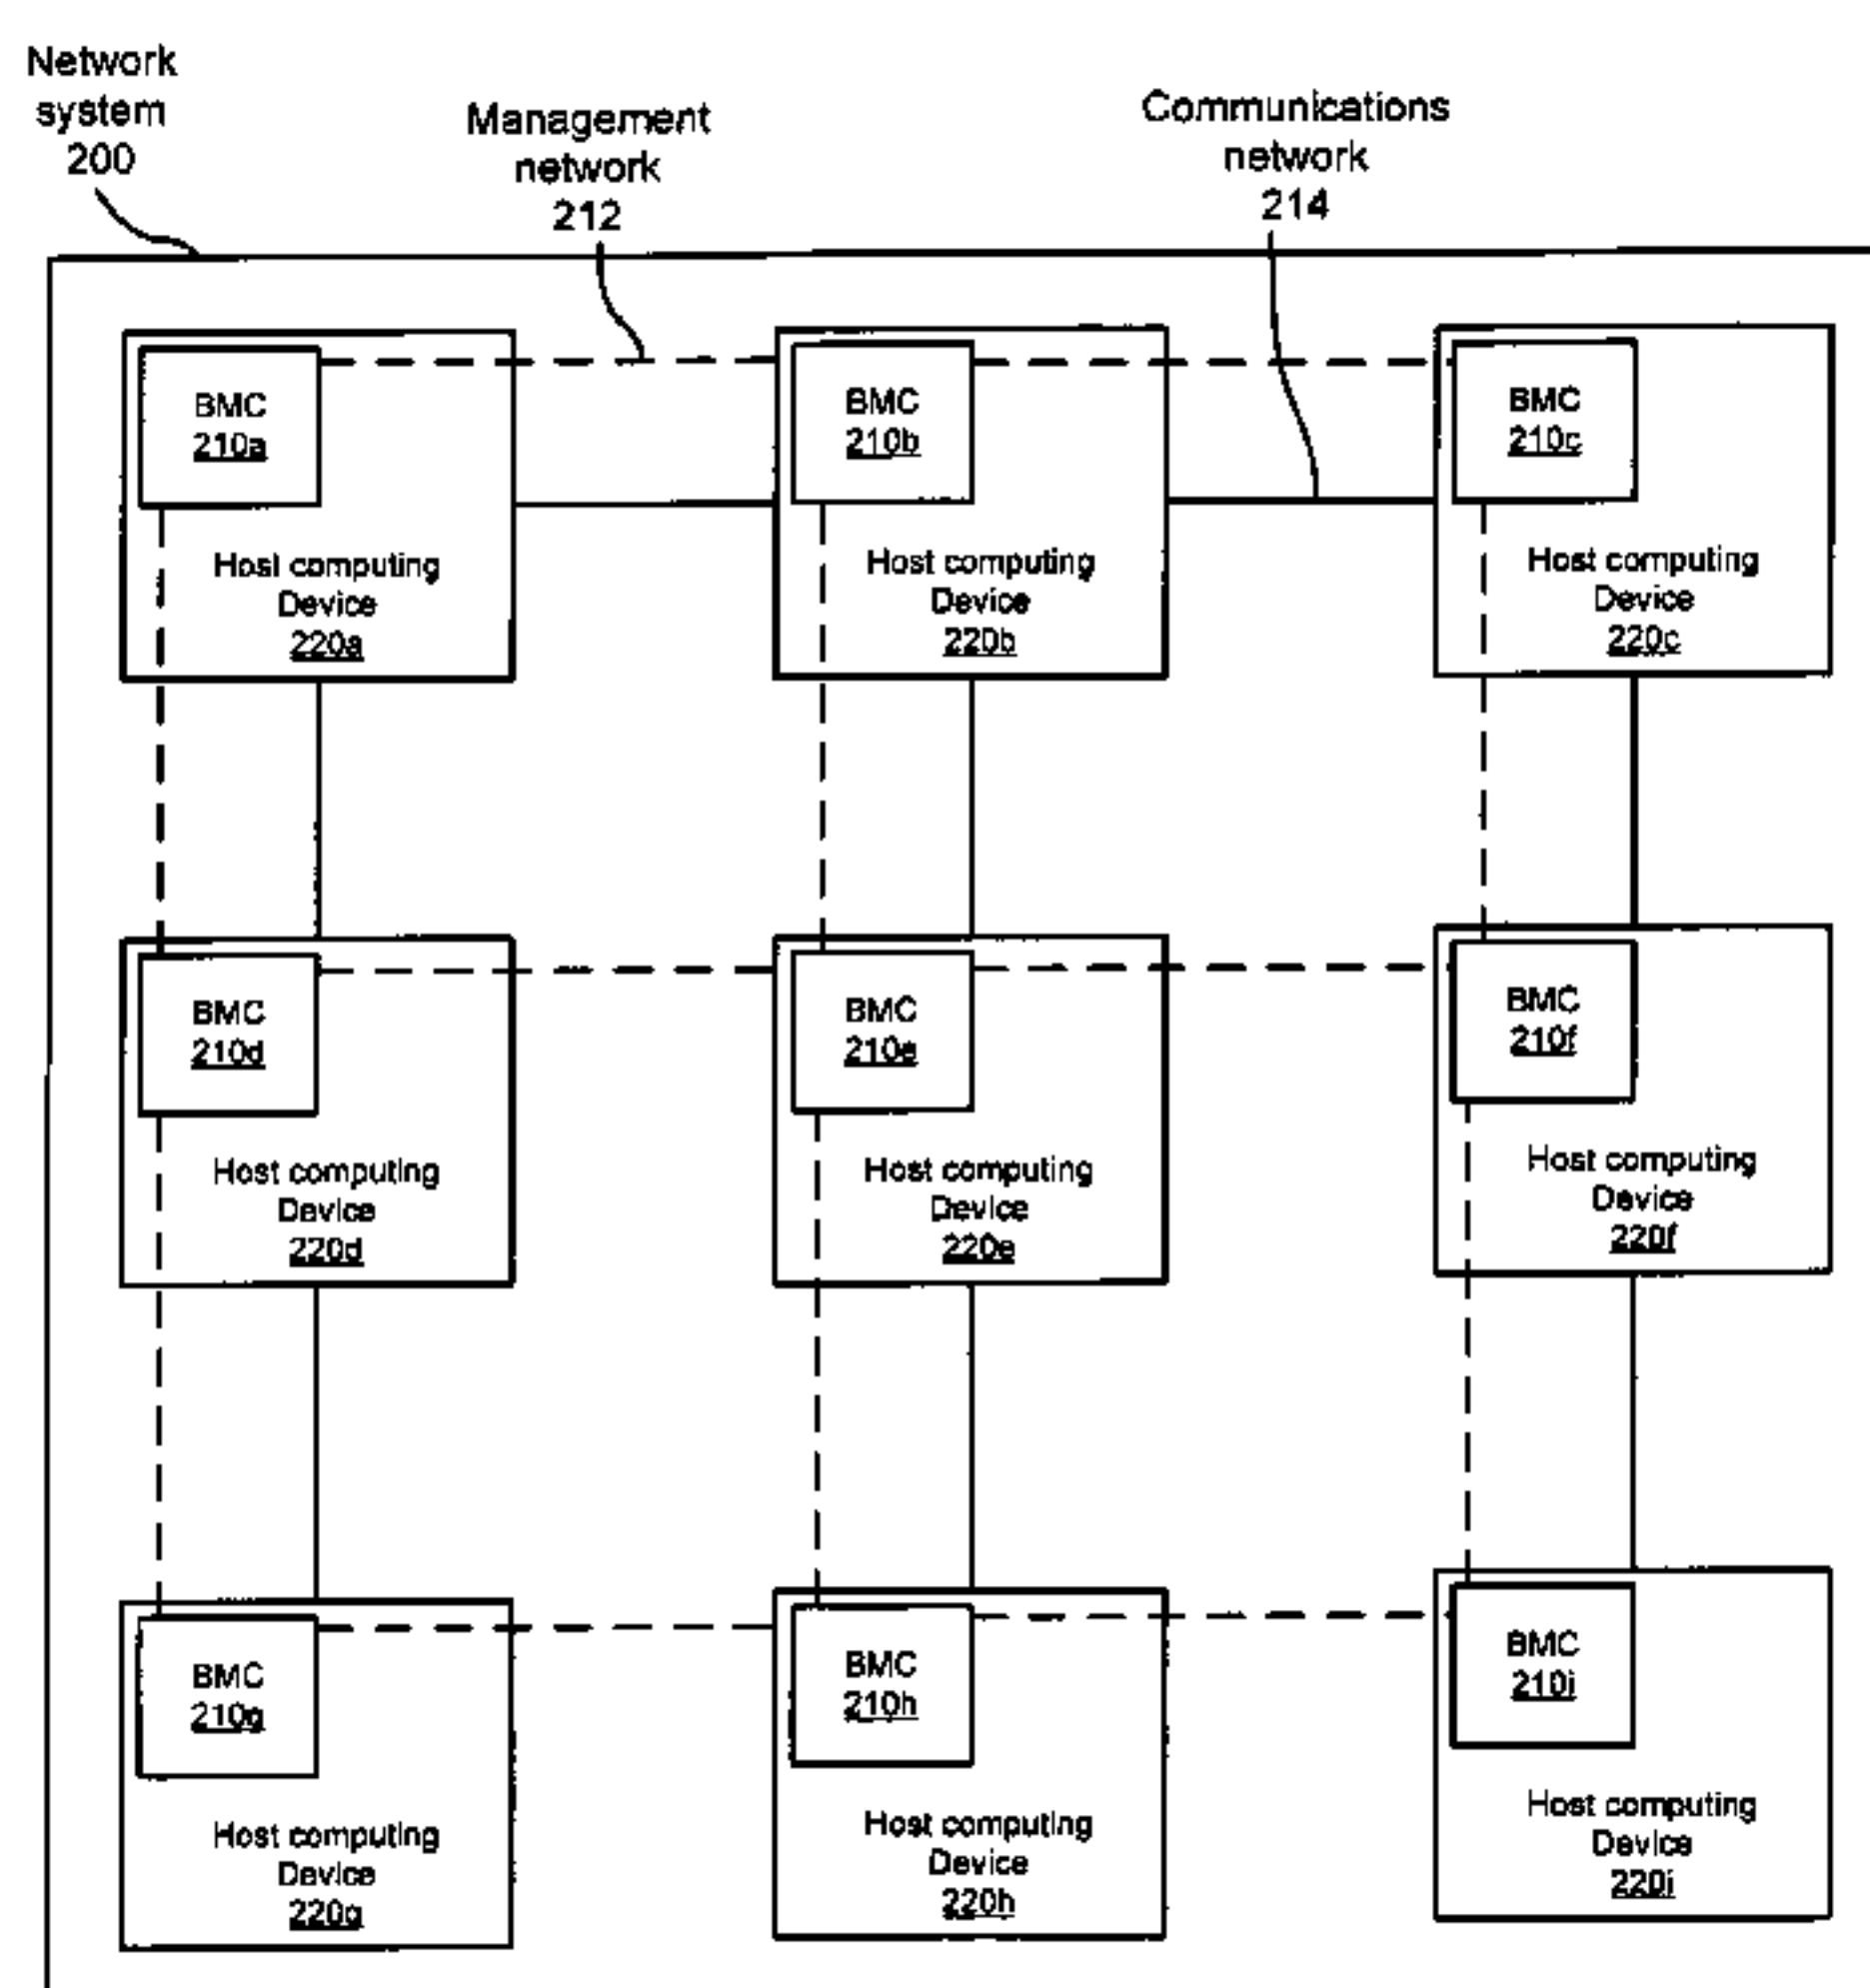 Network
system
200
Management
network
212
Communications
network
214
BMC
210a
Host computing
Device
220a
BMC
210b
Host computing
Device
220b
BMC
210c
Host computing
Device
220c
BMC
210d
Host computing
Device
220d
BMC
210e
Host computing
Device
220e
BMC
210f
Host computing
Device
220f
BMC
210g
Host computing
Device
220g
BMC
210h
Host computing
Device
220h
BMC
210i
Host computing
Device
220i